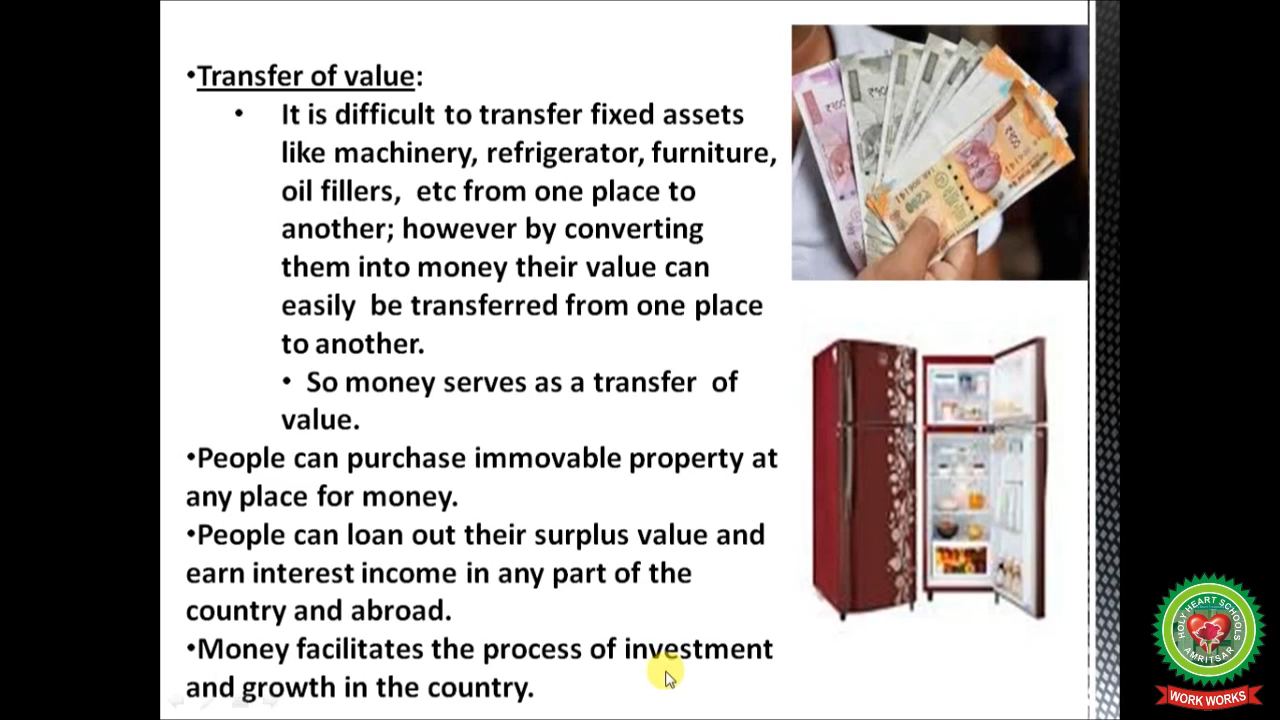 •Transfer of value:
• It is difficult to transfer fixed assets
like machinery, refrigerator, furniture,
oil fillers, etc from one place to
another; however by converting
them into money their value can
easily be transferred from one place
to another.
• So money serves as a transfer of
value.
•People can purchase immovable property at
any place for money.
•People can loan out their surplus value and
earn interest income in any part of the
country and abroad.
•Money facilitates the process of investment
and growth in the country.
HOLY HEART SCHOOLS
AMRITSAR
WORK WORKS